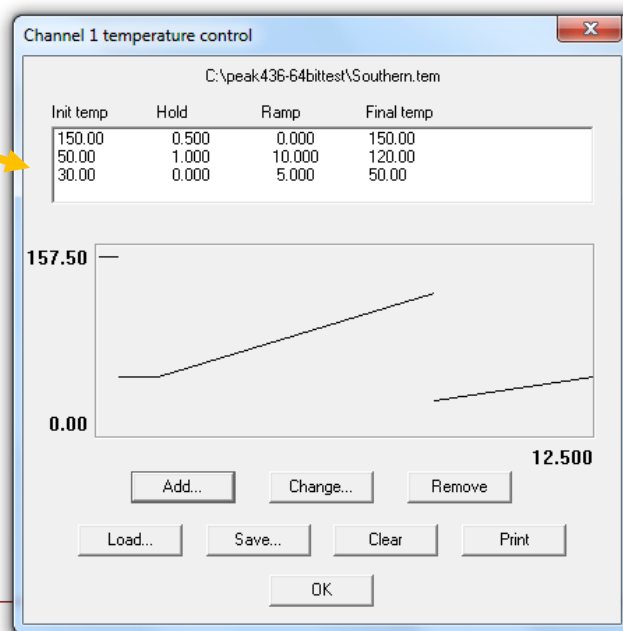 Channel 1 temperature control
C:\peak436-64bittest\Southern.tem
Init temp Hold Ramp Final temp
150.00 0.500 0.000 150.00
50.00 1.000 10.000 120.00
30.00 0.000 5.000 50.00
157.50
0.00
12.500
Add... Change... Remove
Load... Save... Clear Print
OK